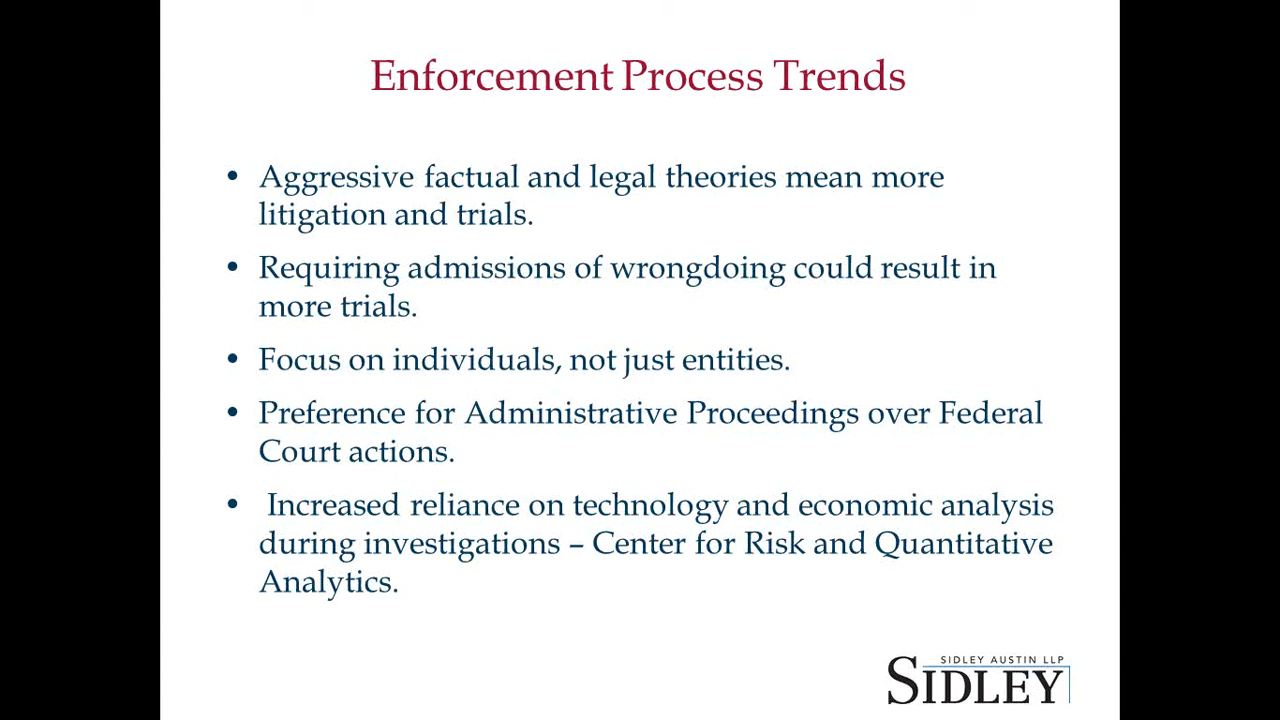 Enforcement Process Trends
• Aggressive factual and legal theories mean more
litigation and trials.
• Requiring admissions of wrongdoing could result in
more trials.
• Focus on individuals, not just entities.
• Preference for Administrative Proceedings over Federal
Court actions.
• Increased reliance on technology and economic analysis
during investigations – Center for Risk and Quantitative
Analytics.
SIDLEY AUSTIN LLP
SIDLEY